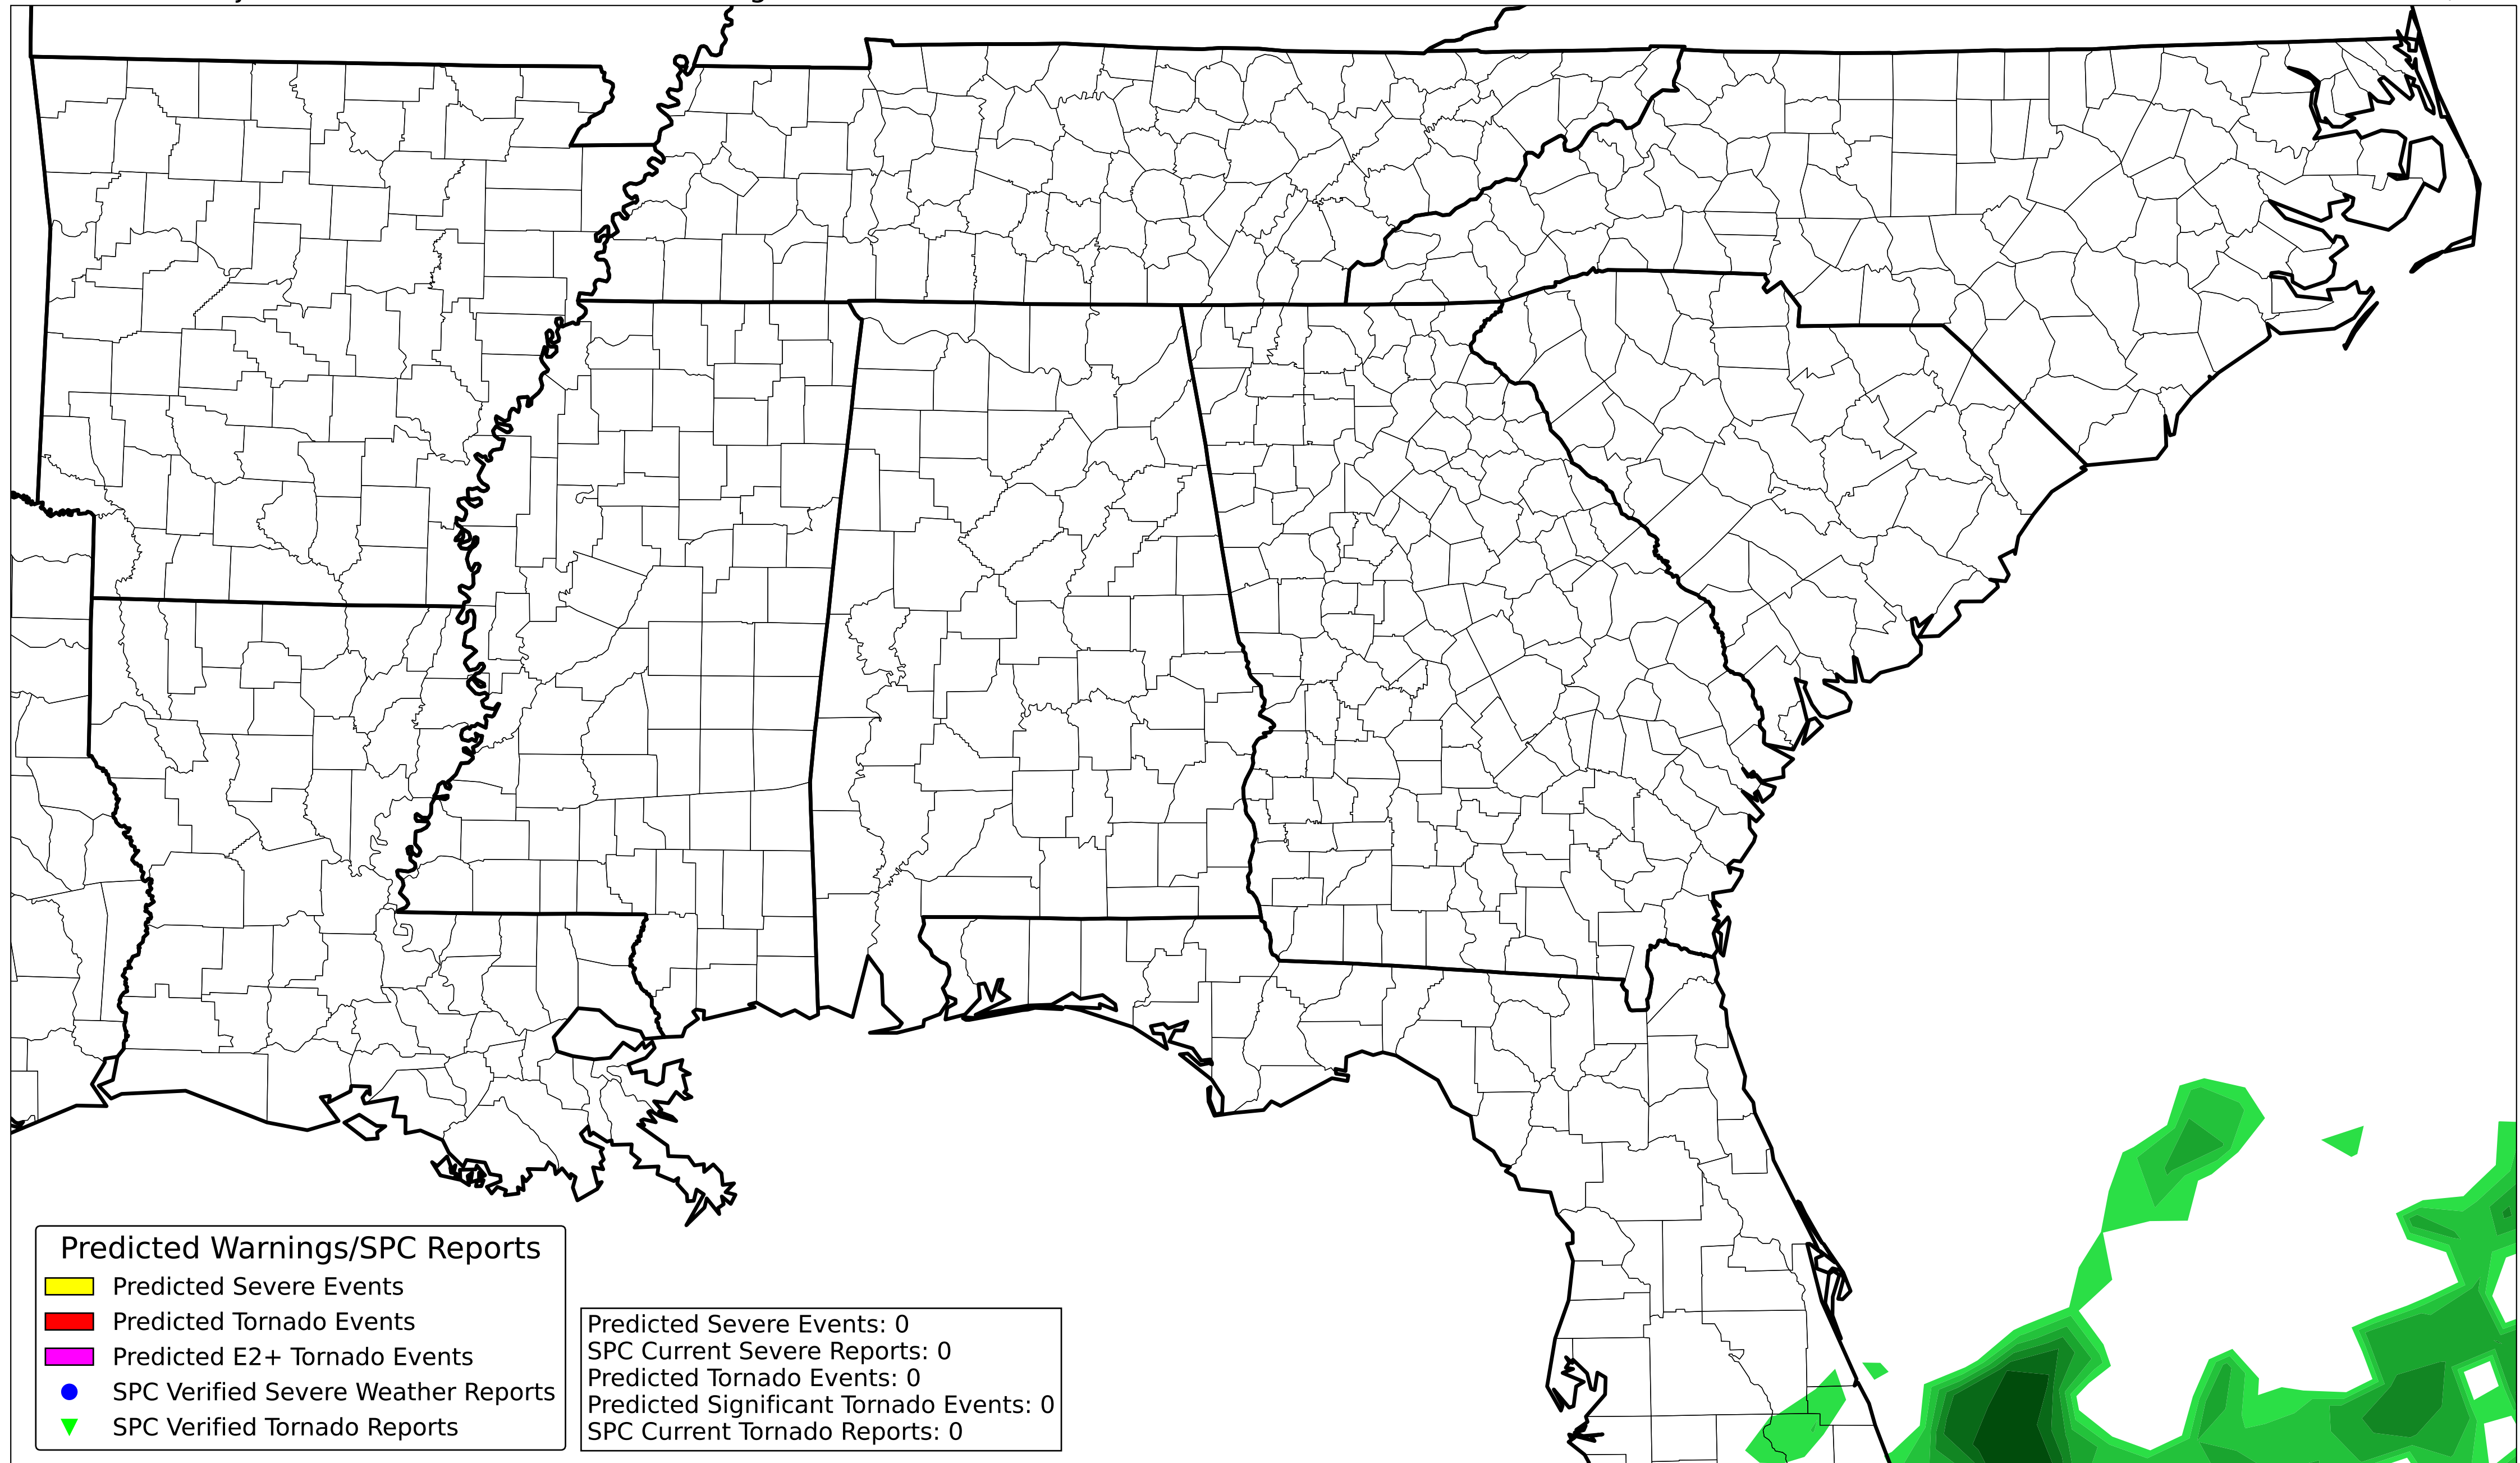 Predicted Warnings/SPC Reports
Predicted Severe Events
Predicted Tornado Events
Predicted E2+ Tornado Events
SPC Verified Severe Weather Reports
SPC Verified Tornado Reports
Predicted Severe Events: 0
SPC Current Severe Reports: 0
Predicted Tornado Events: 0
Predicted Significant Tornado Events: 0
SPC Current Tornado Reports: 0